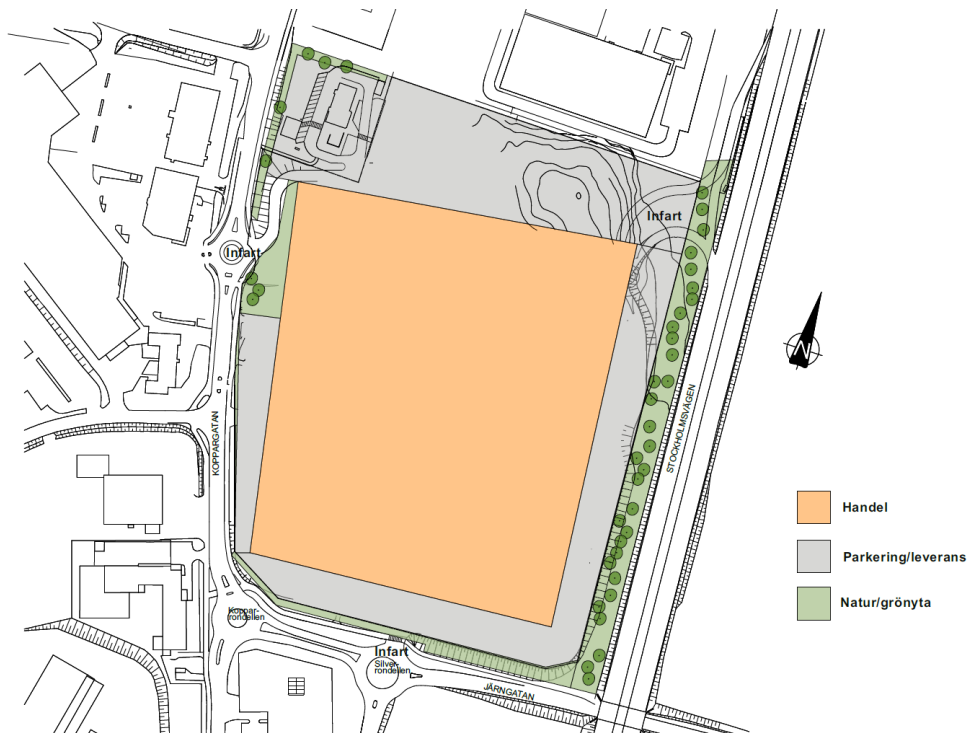 Infart
Infart
N
KOPPARGATAN
STOCKHOLMSVÄGEN
Handel
Parkering/leverans
Natur/grönyta
Koppar-
rondellen
Infart
Silver-
rondellen
JÄRNGATAN